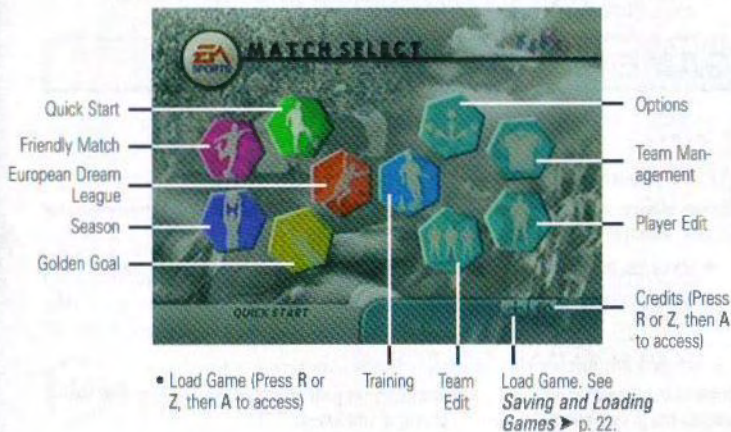 EA
SPORTS
MATCH SELECT
Quick Start
Friendly Match
European Dream
League
Season
Golden Goal
Options
Team Man-
agement
Player Edit
Credits (Press
R or Z, then A
to access)
QUICK START
• Load Game (Press R or
Z, then A to access)
Training
Team
Edit
Load Game. See
Saving and Loading
Games ➤ p. 22.